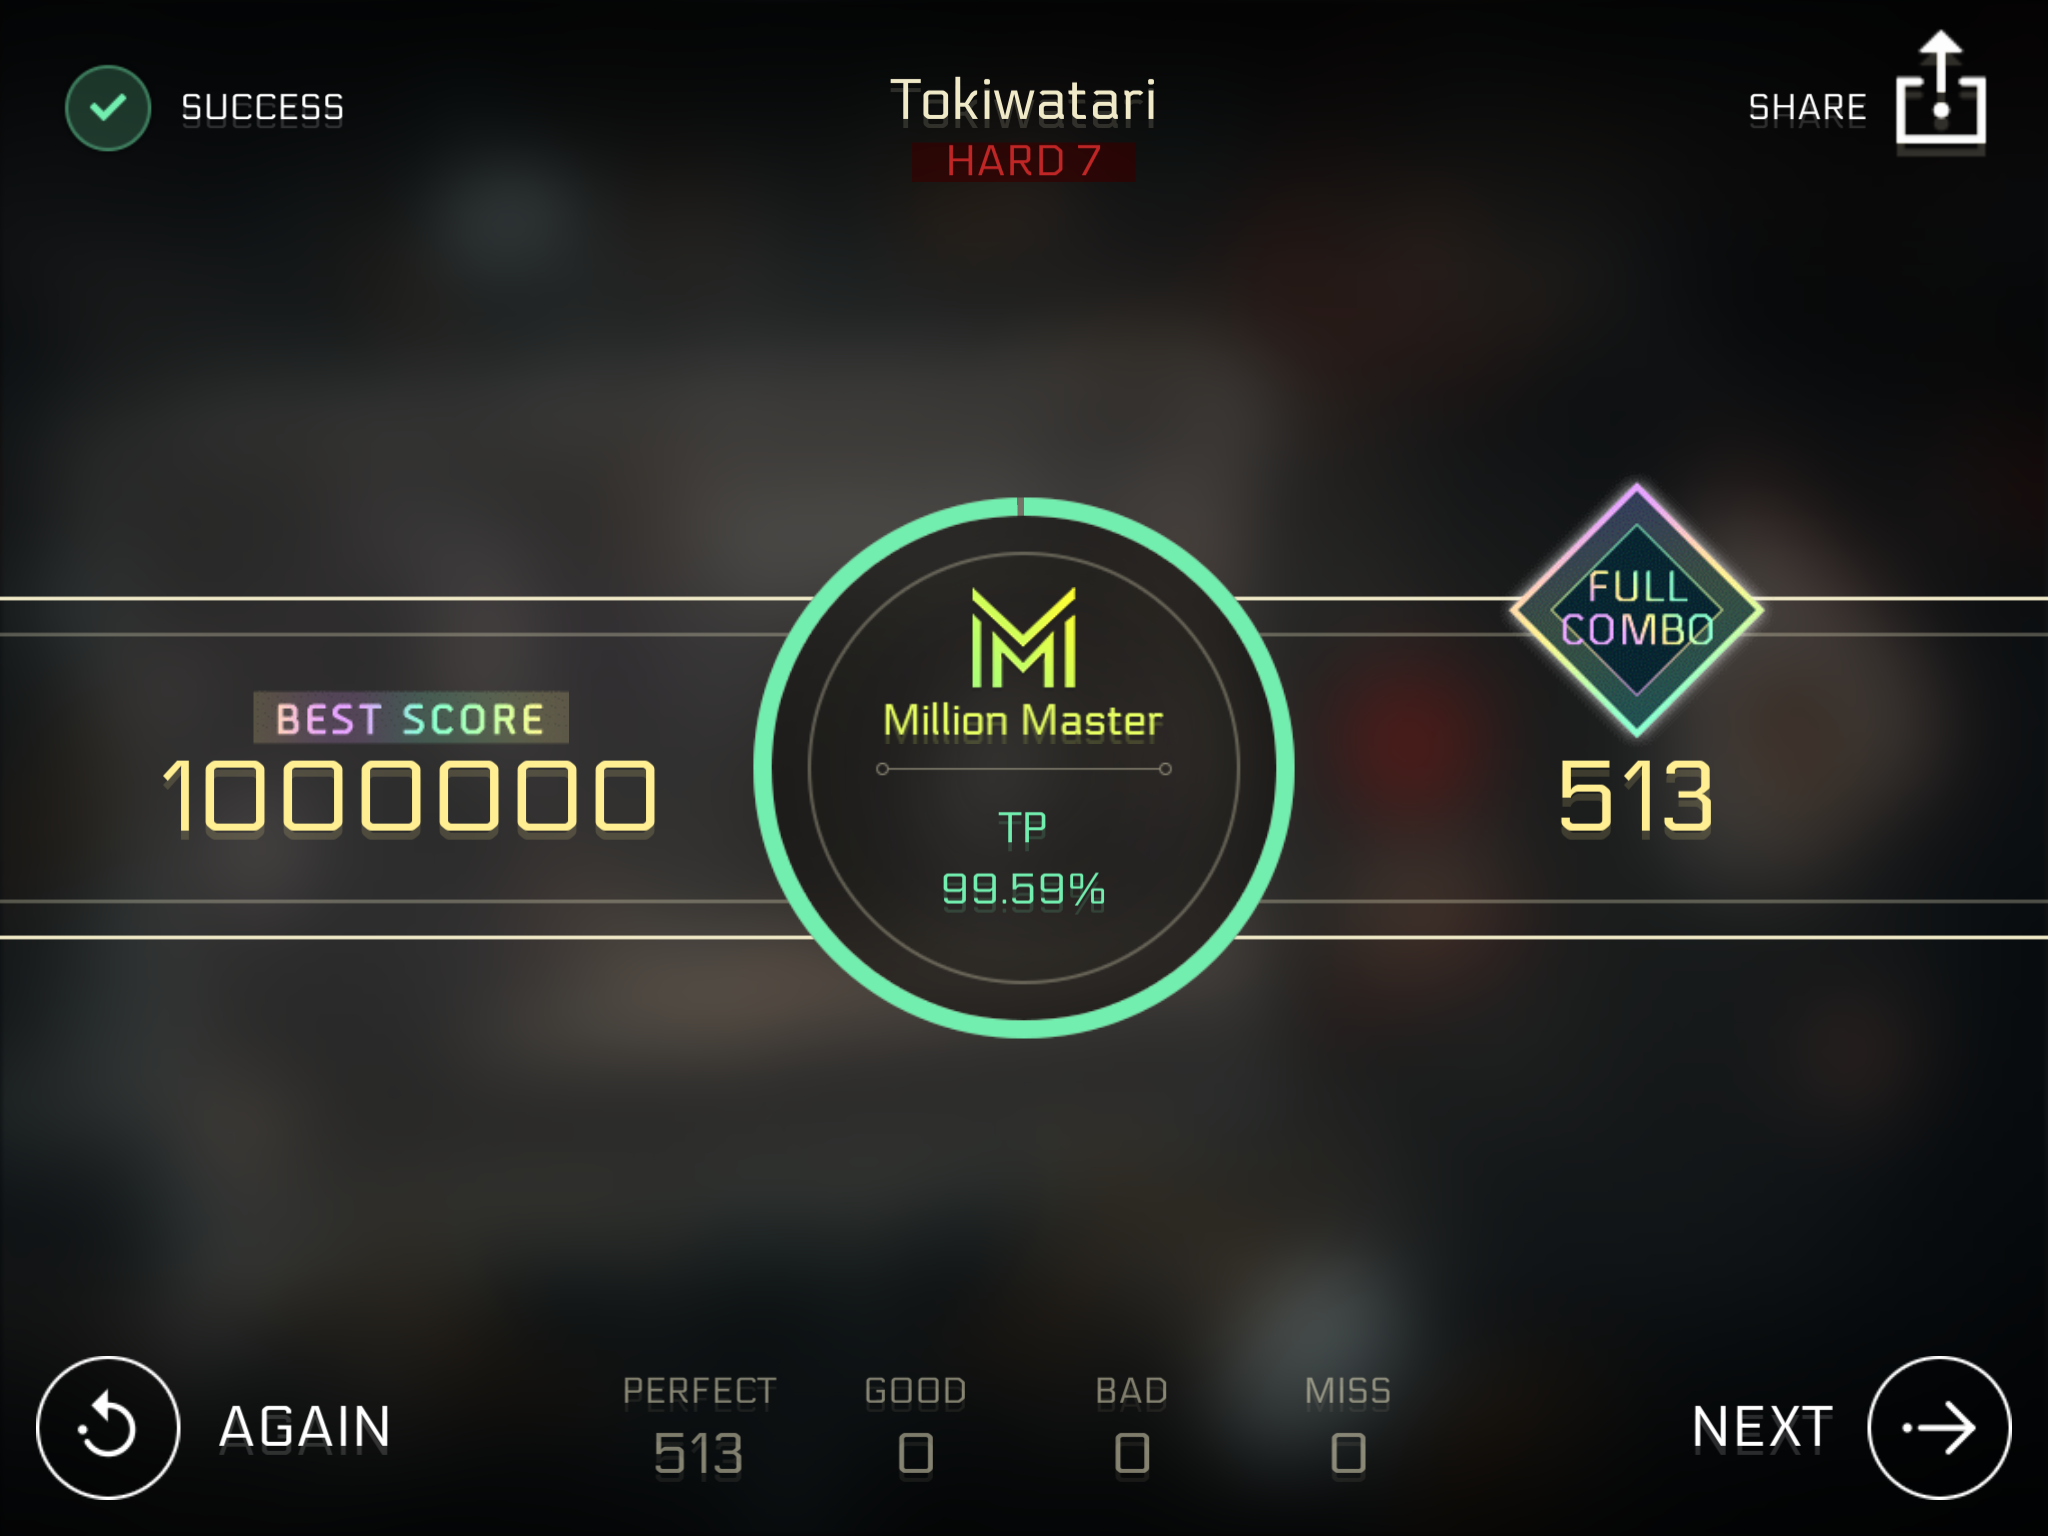 SUCCESS
Tokiwatari
HARD 7
SHARE
BEST SCORE
1000000
Million Master
TP
99.59%
FULL
COMBO
513
AGAIN
PERFECT
513
GOOD
0
BAD
0
MISS
0
NEXT